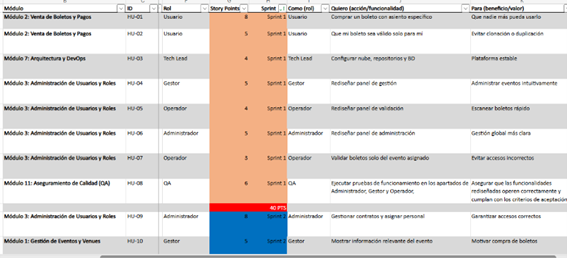 Módulo ID Rol Story Points Sprint Como (rol) Quiero (acción/funcionalidad) Para (beneficio/valor)
Módulo 2: Venta de Boletos y Pagos HU-01 Usuario 8 Sprint 1 Usuario Comprar un boleto con asiento específico Que nadie más pueda usarlo
Módulo 2: Venta de Boletos y Pagos HU-02 Usuario 5 Sprint 1 Usuario Que mi boleto sea válido solo para mi Evitar clonación o duplicación
Módulo 7: Arquitectura y DevOps HU-03 Tech Lead 4 Sprint 1 Tech Lead Configurar nube, repositorios y BD Plataforma estable
Módulo 3: Administración de Usuarios y Roles HU-04 Gestor 5 Sprint 1 Gestor Rediseñar panel de gestión Administrar eventos intuitivamente
Módulo 3: Administración de Usuarios y Roles HU-05 Operador 4 Sprint 1 Operador Rediseñar panel de validación Escanear boletos rápido
Módulo 3: Administración de Usuarios y Roles HU-06 Administrador 5 Sprint 1 Administrador Rediseñar panel de administración Gestión global más clara
Módulo 3: Administración de Usuarios y Roles HU-07 Operador 3 Sprint 1 Operador Validar boletos solo del evento asignado Evitar accesos incorrectos
Módulo 11: Aseguramiento de Calidad (QA) HU-08 QA 6 Sprint 1 QA Ejecutar pruebas de funcionamiento en los apartados de Asegurar que las funcionalidades
Administrador, Gestor y Operador, rediseñadas operen correctamente y
cumplan con los criterios de aceptación
40 PTS
Módulo 3: Administración de Usuarios y Roles HU-09 Administrador Administrador Gestionar contratos y asignar personal Garantizar accesos correctos
Módulo 1: Gestión de Eventos y Venues HU-10 Gestor 5 Sprint 2 Gestor Mostrar información relevante del evento Motivar compra de boletos